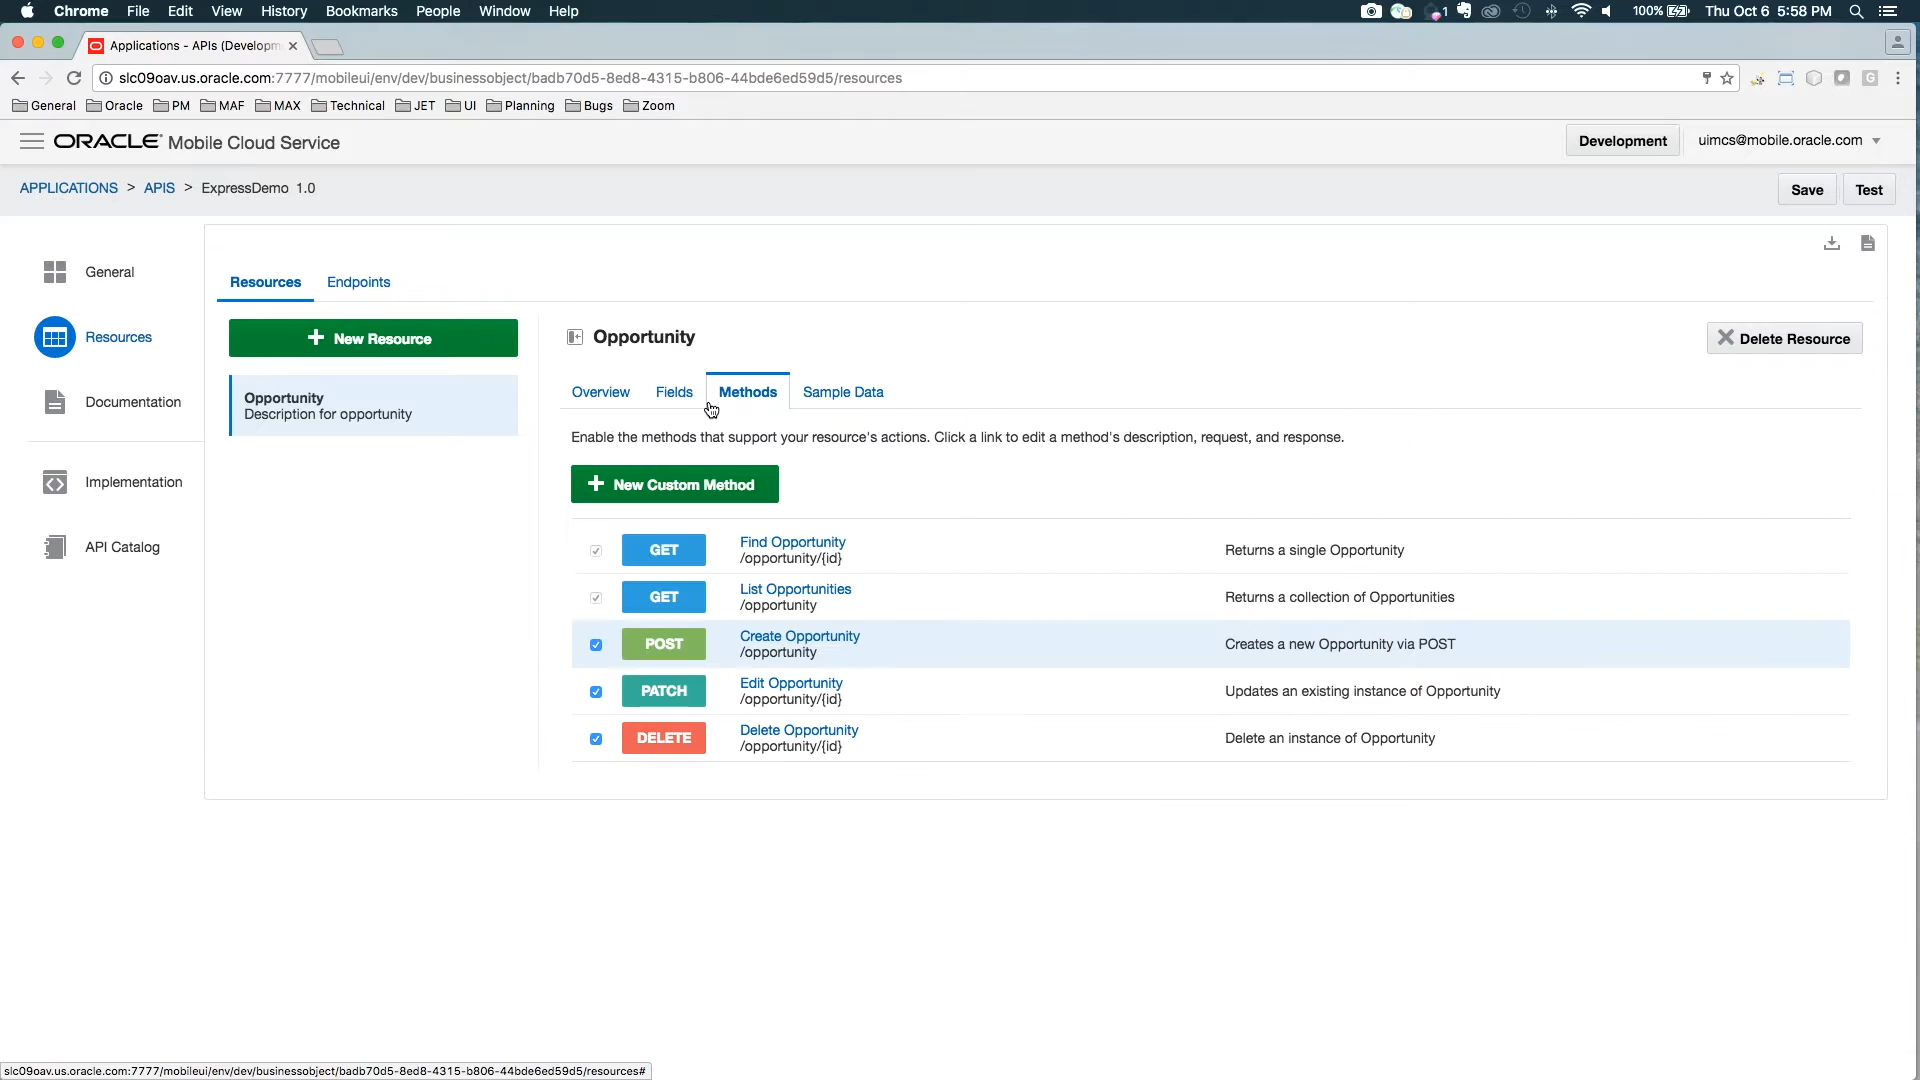 Chrome File Edit View History Bookmarks People Window Help 1 100% Thu Oct 6 5:58 PM
Applications - APIs (Developm
slc09oav.us.oracle.com:7777/mobileui/env/dev/businessobject/badb70d5-8ed8-4315-b806-44bde6ed59d5/resources
General Oracle PM MAF MAX Technical JET UI Planning Bugs Zoom
ORACLE Mobile Cloud Service Development uimcs@mobile.oracle.com
APPLICATIONS > APIS > ExpressDemo 1.0 Save Test
General
Resources
Documentation
Implementation
API Catalog
Resources Endpoints
New Resource
Opportunity
Description for opportunity
Opportunity Delete Resource
Overview Fields Methods Sample Data
Enable the methods that support your resource's actions. Click a link to edit a method's description, request, and response.
New Custom Method
GET Find Opportunity Returns a single Opportunity
/opportunity/{id}
GET List Opportunities Returns a collection of Opportunities
/opportunity
POST Create Opportunity Creates a new Opportunity via POST
/opportunity
PATCH Edit Opportunity Updates an existing instance of Opportunity
/opportunity/{id}
DELETE Delete Opportunity Delete an instance of Opportunity
/opportunity/{id}
slc09oav.us.oracle.com:7777/mobileui/env/dev/businessobject/badb70d5-8ed8-4315-b806-44bde6ed59d5/resources#